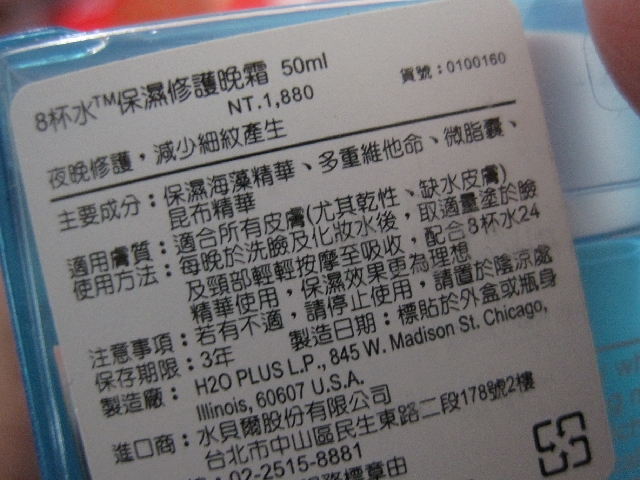 8杯水™保濕修護晚霜 50ml
NT.1,880 貨號：0100160
夜晚修護，減少細紋產生
主要成分：保濕海藻精華、多重維他命、微脂囊、
昆布精華
適用膚質：適合所有皮膚(尤其乾性、缺水皮膚)
使用方法：每晚於洗臉及化妝水後，取適量塗於臉
及頸部輕輕按摩至吸收，配合8杯水24
精華使用，保濕效果更為理想
注意事項：若有不適，請停止使用，請置於陰涼處
保存期限：3年 製造日期：標貼於外盒或瓶身
製造廠：H2O PLUS L.P., 845 W. Madison St. Chicago,
Illinois, 60607 U.S.A.
進口商：水貝爾股份有限公司
台北市中山區民生東路二段178號2樓
：02-2515-8881
服務標章由